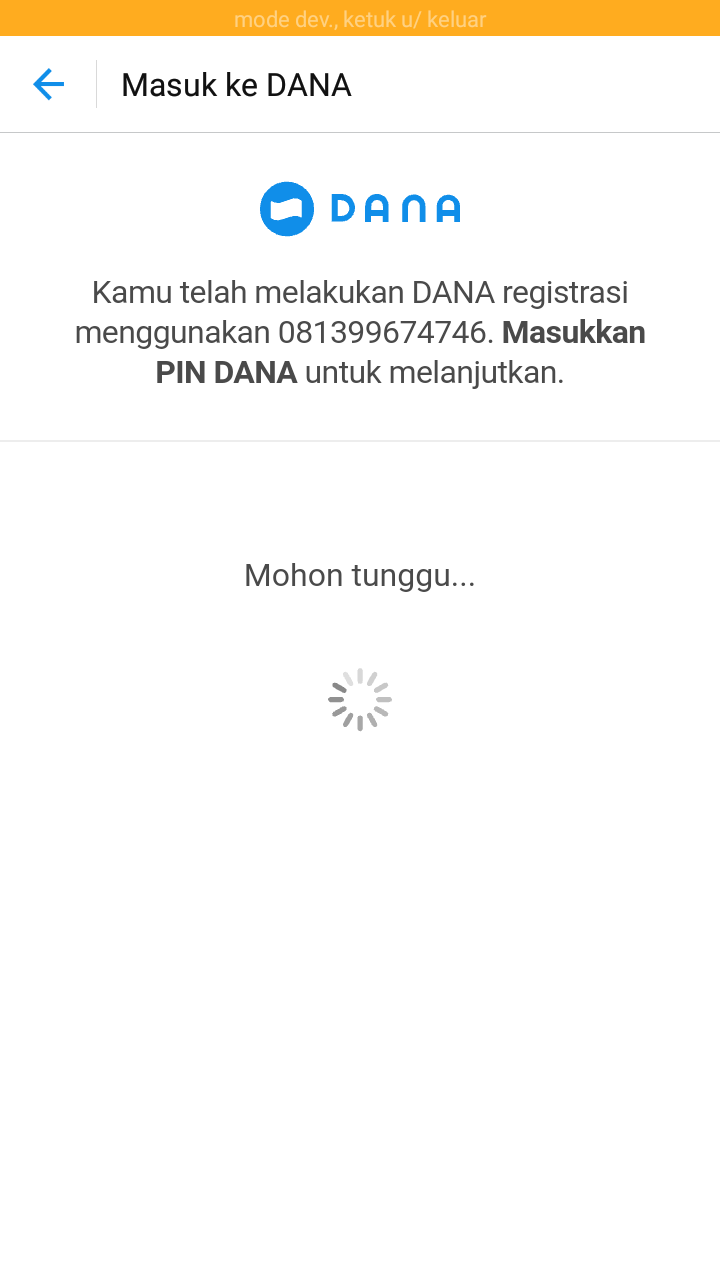 mode dev., ketuk u/ keluar
Masuk ke DANA
DANA
Kamu telah melakukan DANA registrasi
menggunakan 081399674746. Masukkan
PIN DANA untuk melanjutkan.
Mohon tunggu...